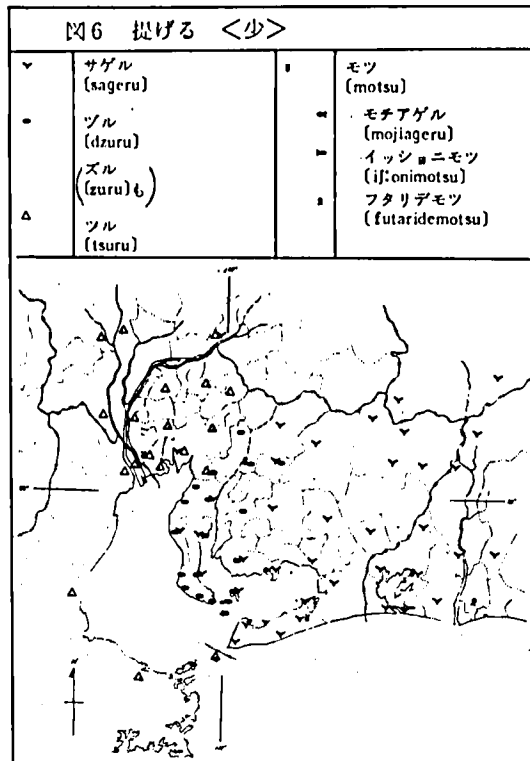 図6 提げる <少>
サゲル
(sageru)
ヅル
(dzuru)
ズル
(zuru)も
ツル
(tsuru)
モツ
(motsu)
モチアゲル
(mojiageru)
イッショニモツ
(iʃ:onimotsu)
フタリデモツ
(futaridemotsu)